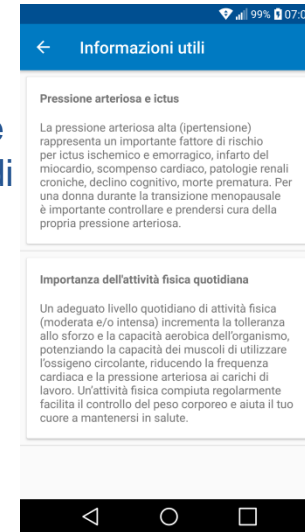 99% 07:0
Informazioni utili
Pressione arteriosa e ictus
La pressione arteriosa alta (ipertensione)
rappresenta un importante fattore di rischio
per ictus ischemico e emorragico, infarto del
miocardio, scompenso cardiaco, patologie renali
croniche, declino cognitivo, morte prematura. Per
una donna durante la transizione menopausale
è importante controllare e prendersi cura della
propria pressione arteriosa.
e
li
Importanza dell'attività fisica quotidiana
Un adeguato livello quotidiano di attività fisica
(moderata e/o intensa) incrementa la tolleranza
allo sforzo e la capacità aerobica dell'organismo,
potenziando la capacità dei muscoli di utilizzare
l'ossigeno circolante, riducendo la frequenza
cardiaca e la pressione arteriosa ai carichi di
lavoro. Un'attività fisica compiuta regolarmente
facilita il controllo del peso corporeo e aiuta il tuo
cuore a mantenersi in salute.